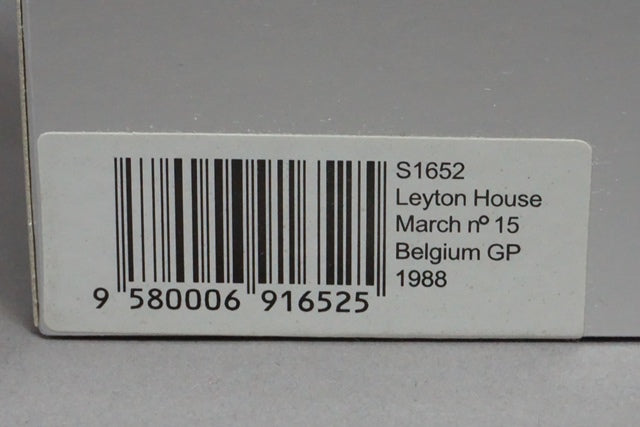 S1652
Leyton House
March nº 15
Belgium GP
1988
9 580006 916525